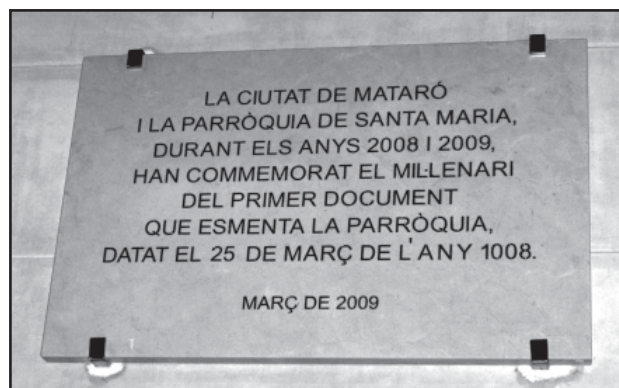 LA CIUTAT DE MATARÓ
I LA PARRÒQUIA DE SANTA MARIA,
DURANT ELS ANYS 2008 I 2009,
HAN COMMEMORAT EL MIL·LENARI
DEL PRIMER DOCUMENT
QUE ESMENTA LA PARRÒQUIA,
DATAT EL 25 DE MARÇ DE L'ANY 1008.
MARÇ DE 2009